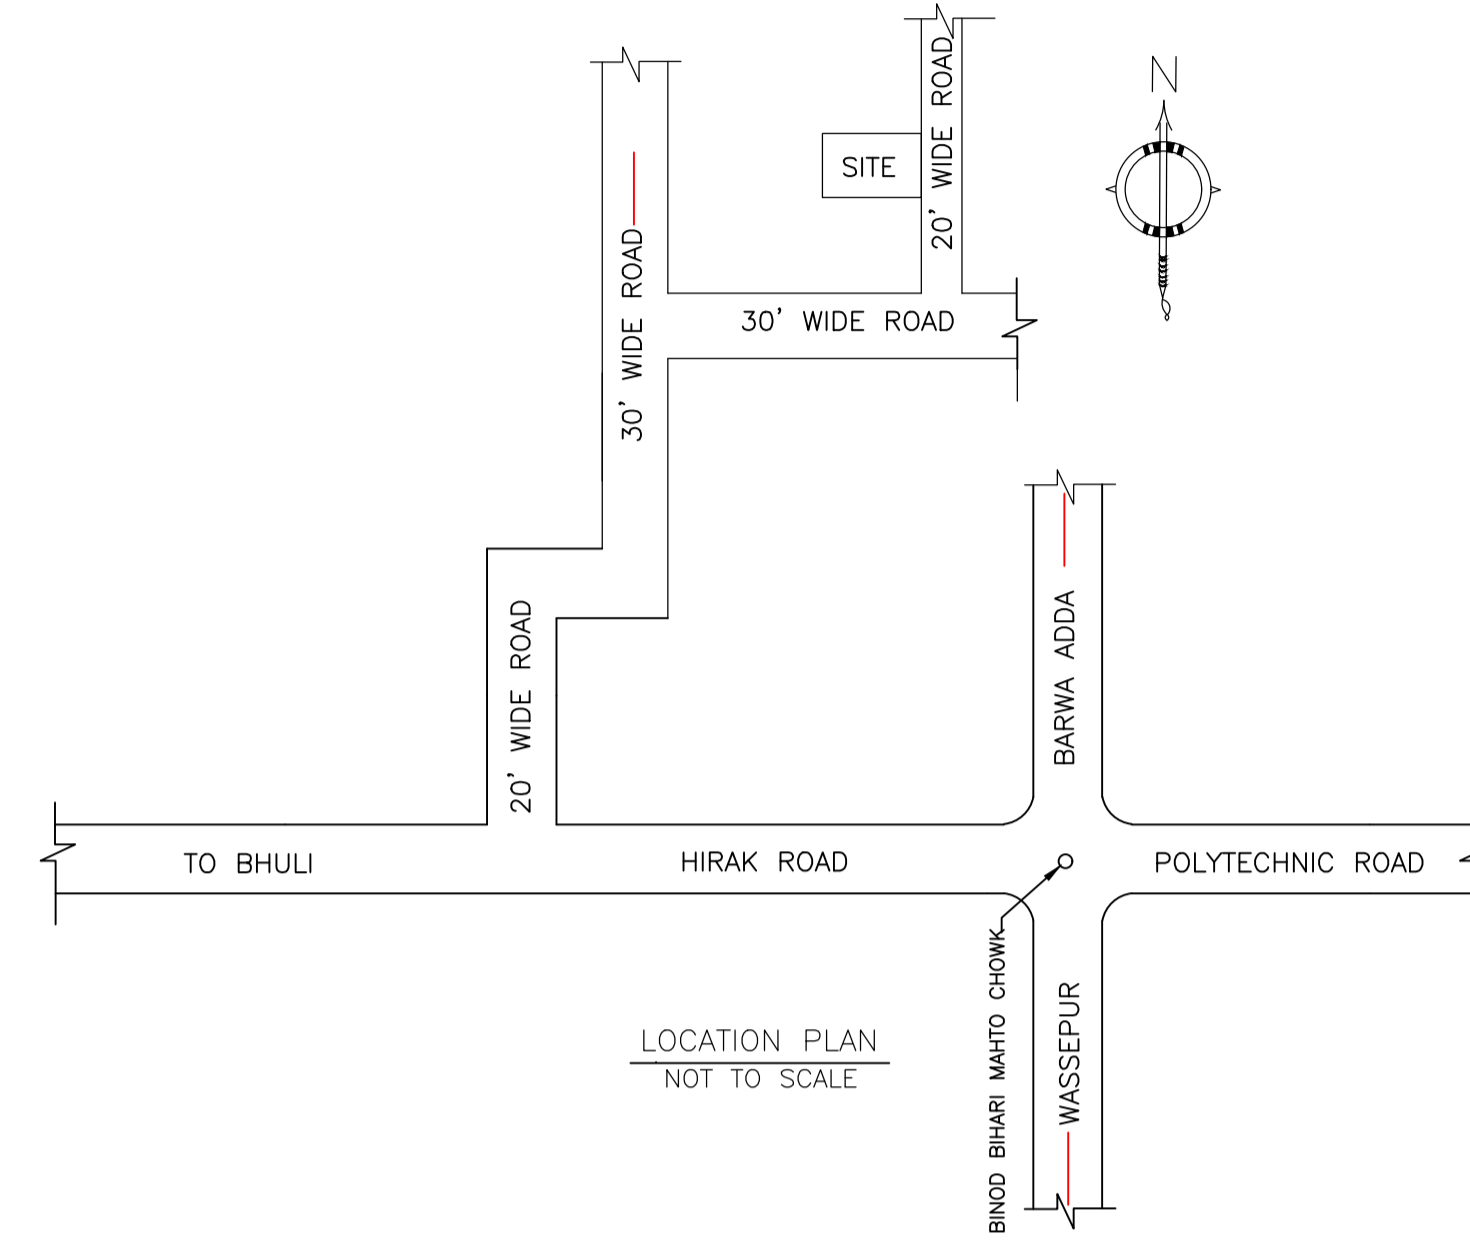 N
20' WIDE ROAD
SITE
30' WIDE ROAD
30' WIDE ROAD
20' WIDE ROAD
BARWA ADDA
TO BHULI
HIRAK ROAD
POLYTECHNIC ROAD
BINOD BIHARI MAHTO CHOWK
WASSEPUR
LOCATION PLAN
NOT TO SCALE